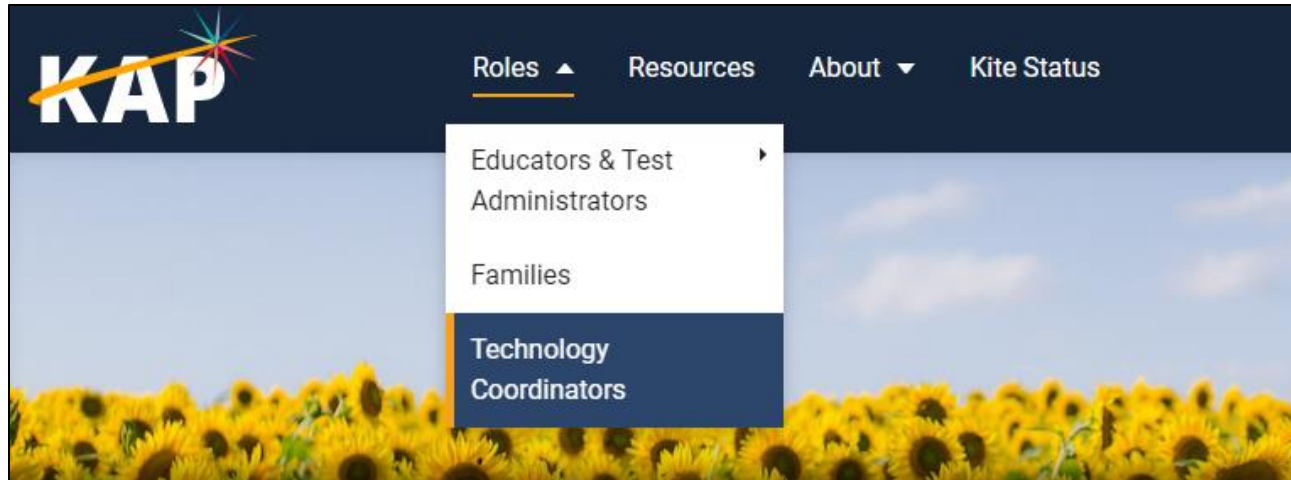 KAP
Roles Resources About Kite Status
Educators & Test
Administrators
Families
Technology
Coordinators